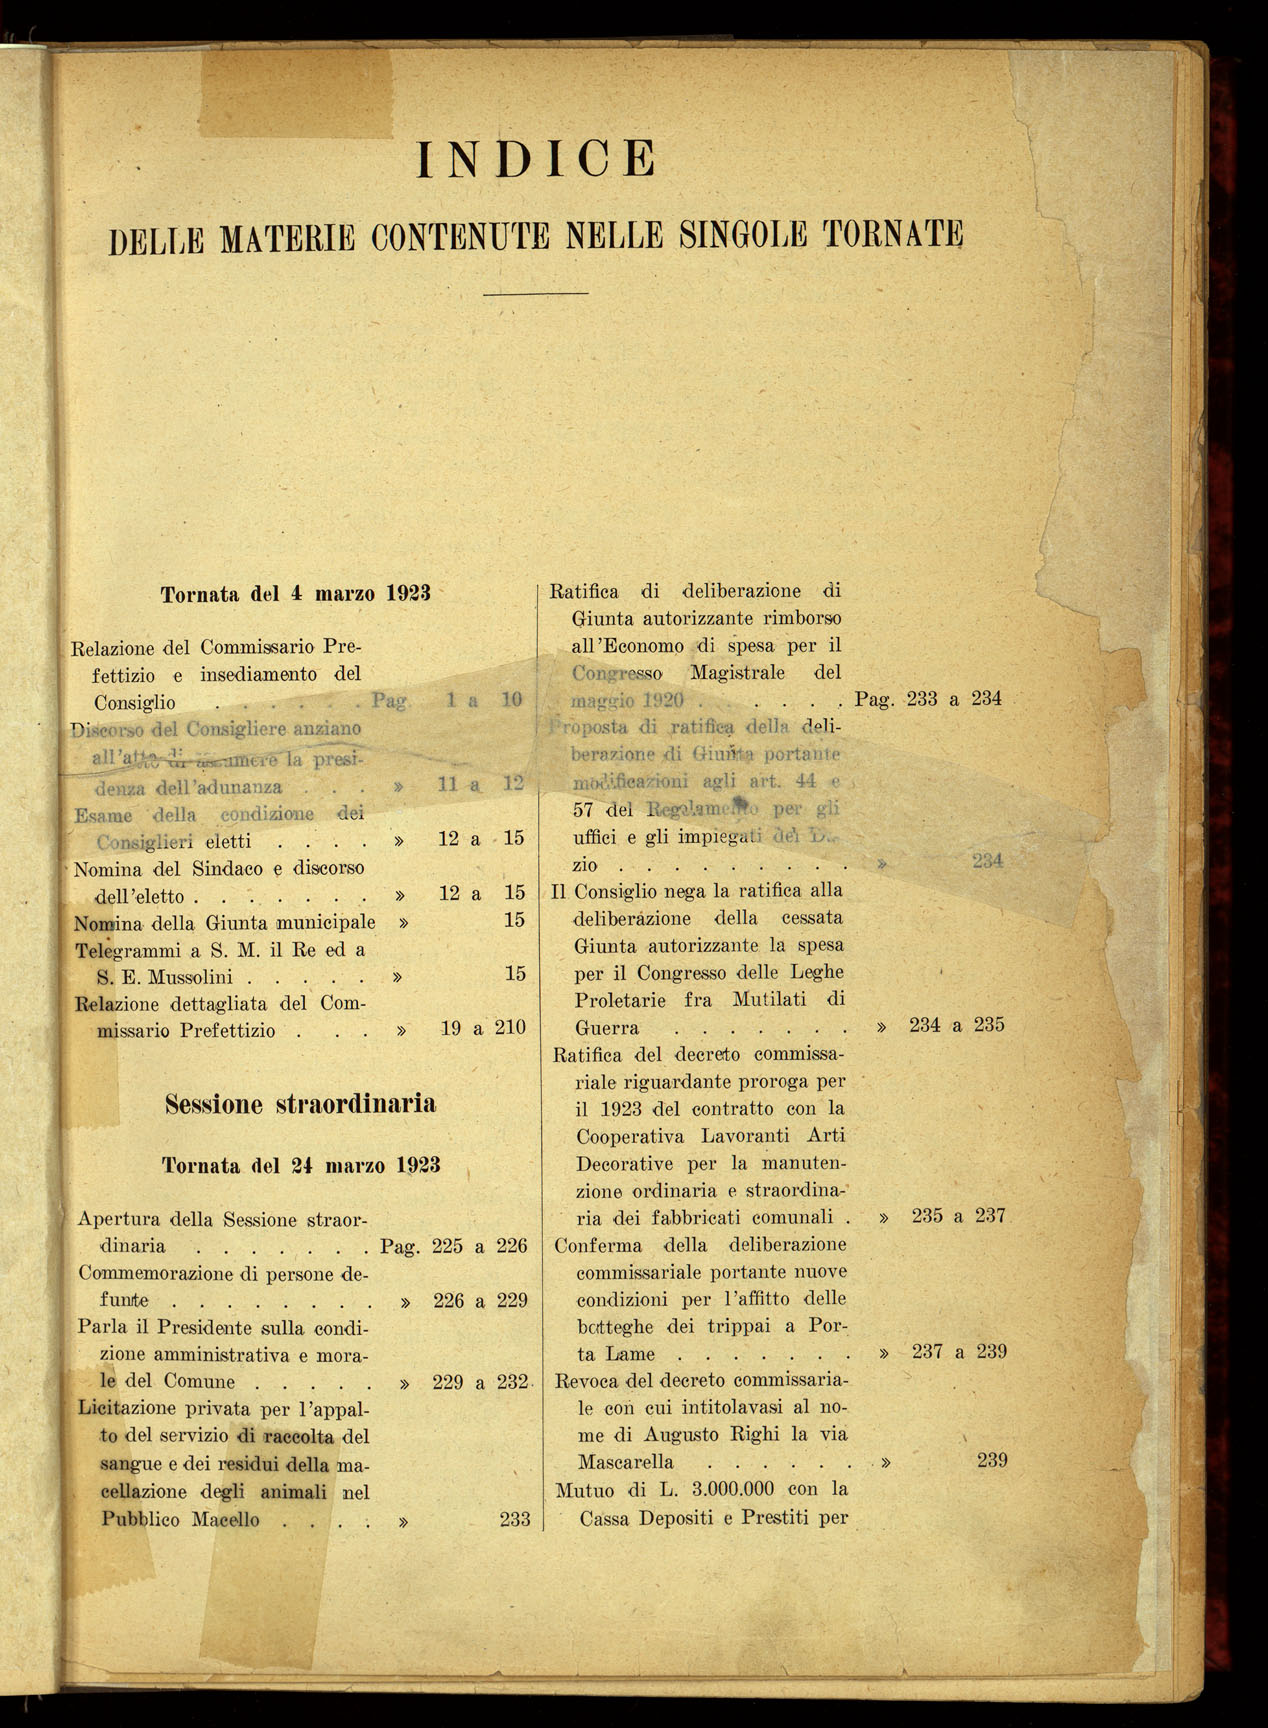 INDICE
DELLE MATERIE CONTENUTE NELLE SINGOLE TORNATE
Tornata del 4 marzo 1923
Relazione del Commissario Pre-
fettizio e insediamento del
Consiglio . . . . . . Pag. 1 a 10
Discorso del Consigliere anziano
all'atto di assumere la presi-
denza dell'adunanza . . . » 11 a 12
Esame della condizione dei
Consiglieri eletti . . . . » 12 a 15
Nomina del Sindaco e discorso
dell'eletto . . . . . . . » 12 a 15
Nomina della Giunta municipale » 15
Telegrammi a S. M. il Re ed a
S. E. Mussolini . . . . . » 15
Relazione dettagliata del Com-
missario Prefettizio . . . » 19 a 210
Sessione straordinaria
Tornata del 24 marzo 1923
Apertura della Sessione straor-
dinaria . . . . . . . Pag. 225 a 226
Commemorazione di persone de-
funte . . . . . . . . » 226 a 229
Parla il Presidente sulla condi-
zione amministrativa e mora-
le del Comune . . . . . » 229 a 232
Licitazione privata per l'appal-
to del servizio di raccolta del
sangue e dei residui della ma-
cellazione degli animali nel
Pubblico Macello . . . . » 233
Ratifica di deliberazione di
Giunta autorizzante rimborso
all'Economo di spesa per il
Congresso Magistrale del
maggio 1920 . . . . . Pag. 233 a 234
Proposta di ratifica della deli-
berazione di Giunta portante
modificazioni agli art. 44 e
57 del Regolamento per gli
uffici e gli impiegati del
zio . . . . . . . . . » 234
Il Consiglio nega la ratifica alla
deliberazione della cessata
Giunta autorizzante la spesa
per il Congresso delle Leghe
Proletarie fra Mutilati di
Guerra . . . . . . . » 234 a 235
Ratifica del decreto commissa-
riale riguardante proroga per
il 1923 del contratto con la
Cooperativa Lavoranti Arti
Decorative per la manuten-
zione ordinaria e straordina-
ria dei fabbricati comunali . » 235 a 237
Conferma della deliberazione
commissariale portante nuove
condizioni per l'affitto delle
botteghe dei trippai a Por-
ta Lame . . . . . . . » 237 a 239
Revoca del decreto commissaria-
le con cui intitolavasi al no-
me di Augusto Righi la via
Mascarella . . . . . . . » 239
Mutuo di L. 3.000.000 con la
Cassa Depositi e Prestiti per